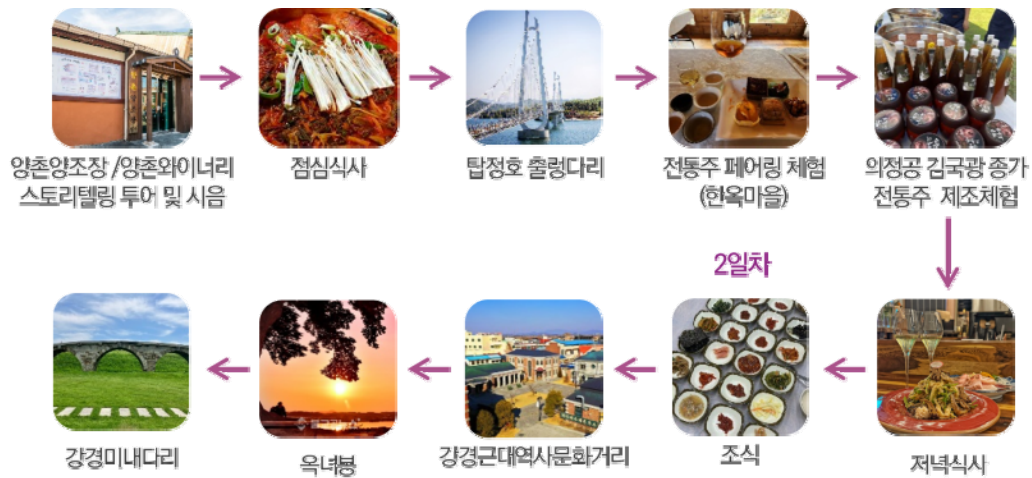 양촌양조장 /양촌와이너리
스토리텔링 투어 및 시음
점심식사
탑정호 출렁다리
전통주 페어링 체험
(한옥마을)
의정공 김국광 종가
전통주 제조체험
저녁식사
2일차
조식
강경근대역사문화거리
옥녀봉
강경미내다리